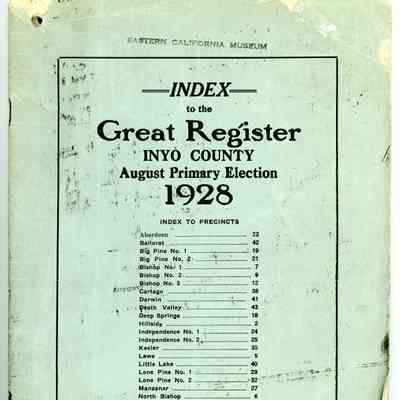 EASTERN CALIFORNIA MUSEUM
—INDEX—
to the
Great Register
INYO COUNTY
August Primary Election
1928
INDEX TO PRECINCTS
Aberdeen 23
Ballarat 42
Big Pine No. 1 19
Big Pine No. 2 21
Bishop No. 1 7
Bishop No. 2 9
Bishop No. 3 12
Cartago 38
Darwin 41
Death Valley 43
Deep Springs 18
Hillside 2
Independence No. 1 24
Independence No. 2 25
Keeler 35
Laws 5
Little Lake 40
Lone Pine No. 1 29
Lone Pine No. 2 32
Manzanar 27
North Bishop 6